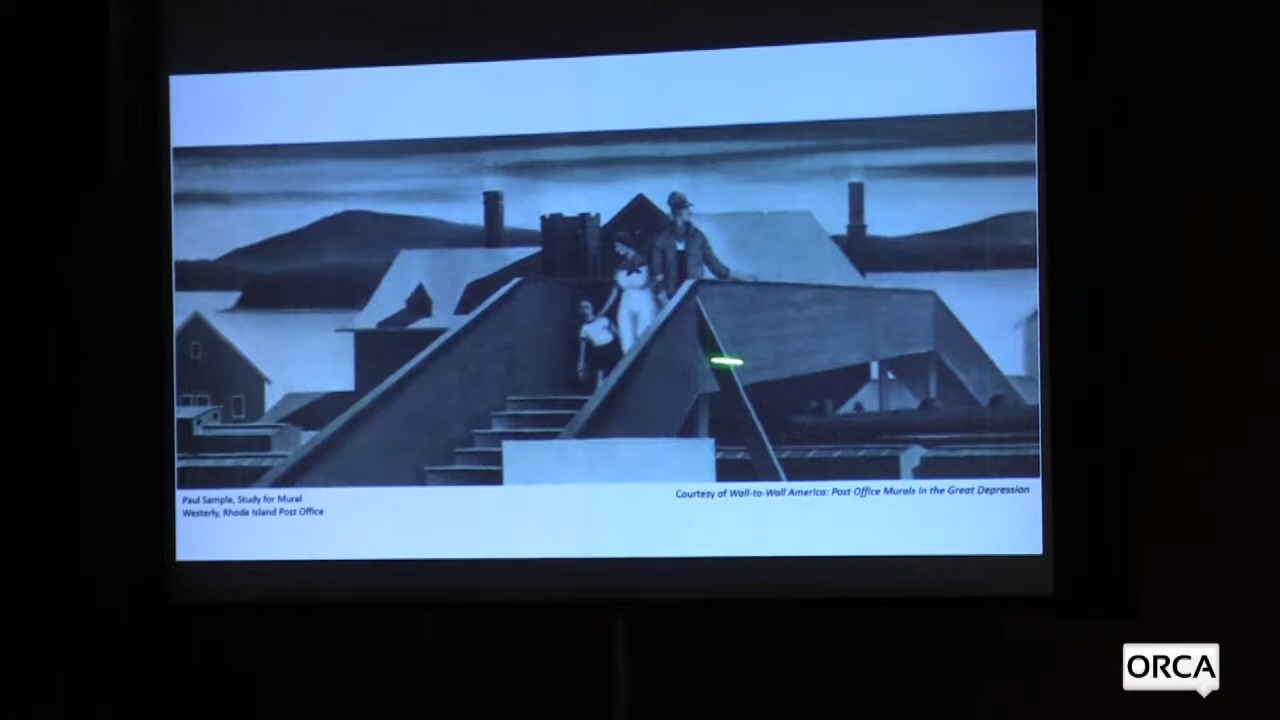 Paul Sample, Study for Mural
Westerly, Rhode Island Post Office
Courtesy of Wall-to-Wall America: Post Office Murals in the Great Depression
ORCA